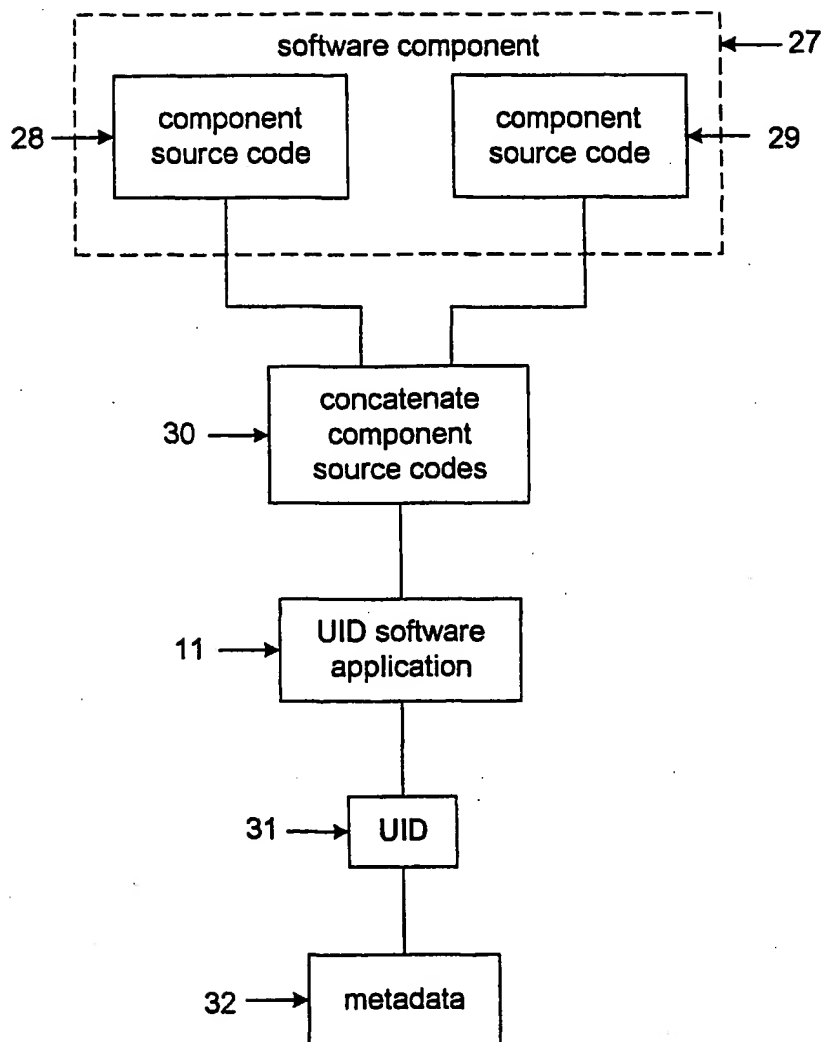 software component
27
component
source code
28
component
source code
29
concatenate
component
source codes
30
UID software
application
11
UID
31
metadata
32